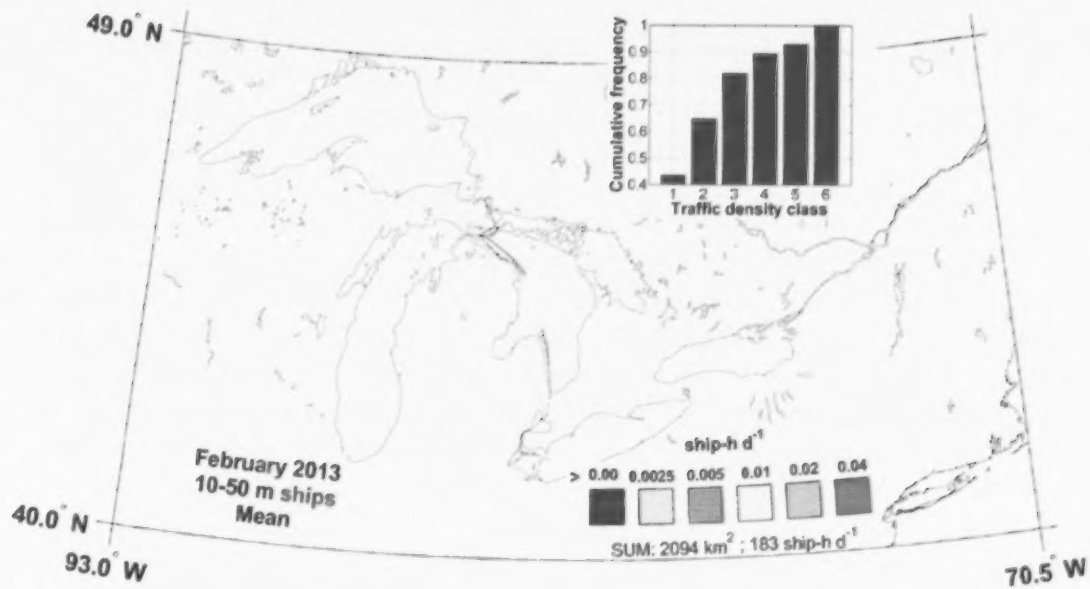 49.0° N
Cumulative frequency
1
0.9
0.8
0.7
0.6
0.5
0.4
1 2 3 4 5 6
Traffic density class
February 2013
10-50 m ships
Mean
ship-h d⁻¹
> 0.00 0.0025 0.005 0.01 0.02 0.04
SUM: 2094 km² ; 183 ship-h d⁻¹
40.0° N
93.0° W
70.5° W